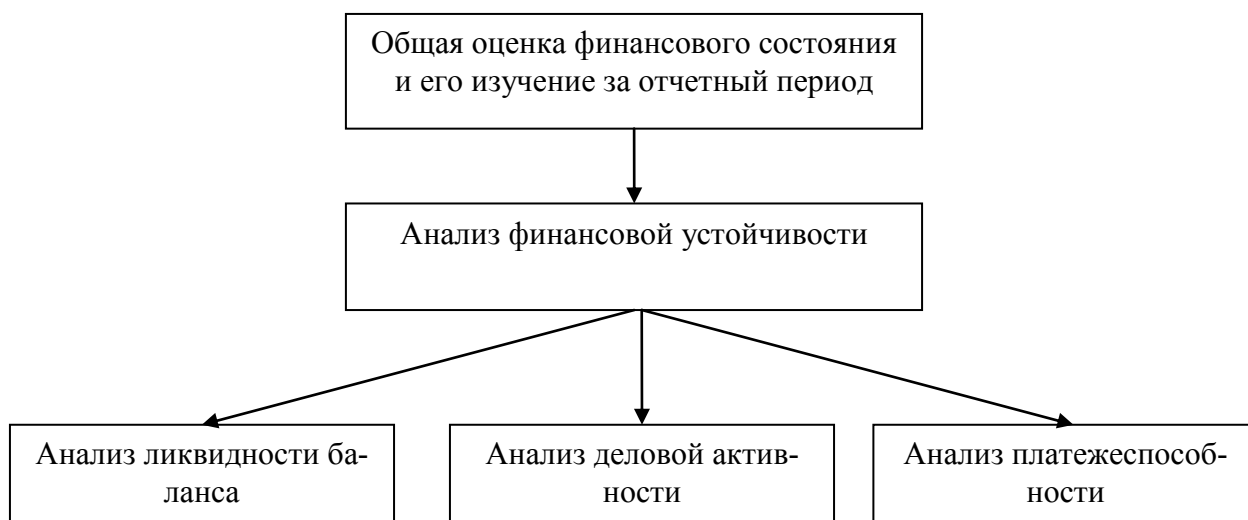 Общая оценка финансового состояния
и его изучение за отчетный период
Анализ финансовой устойчивости
Анализ ликвидности ба-
ланса
Анализ деловой актив-
ности
Анализ платежеспособ-
ности